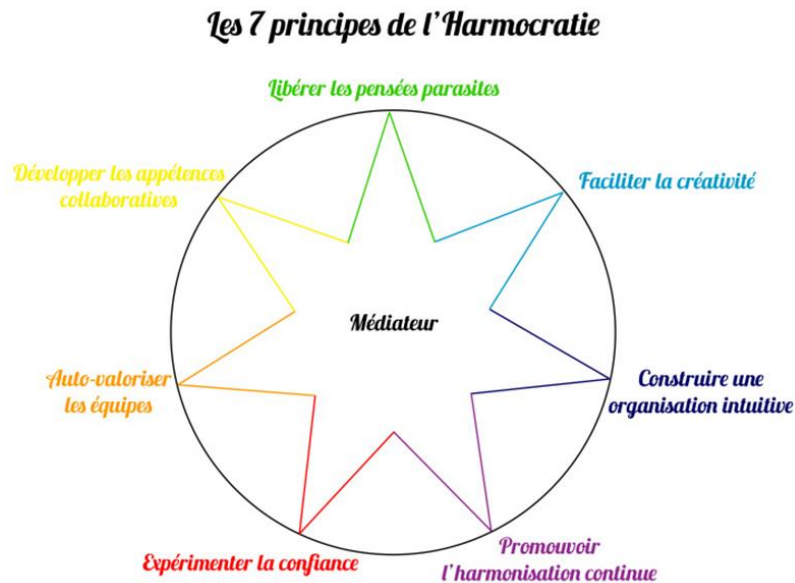 Les 7 principes de l'Harmocratie
Libérer les pensées parasites
Faciliter la créativité
Développer les appétences
collaboratives
Médiateur
Construire une
organisation intuitive
Auto-valoriser
les équipes
Promouvoir
l'harmonisation continue
Expérimenter la confiance